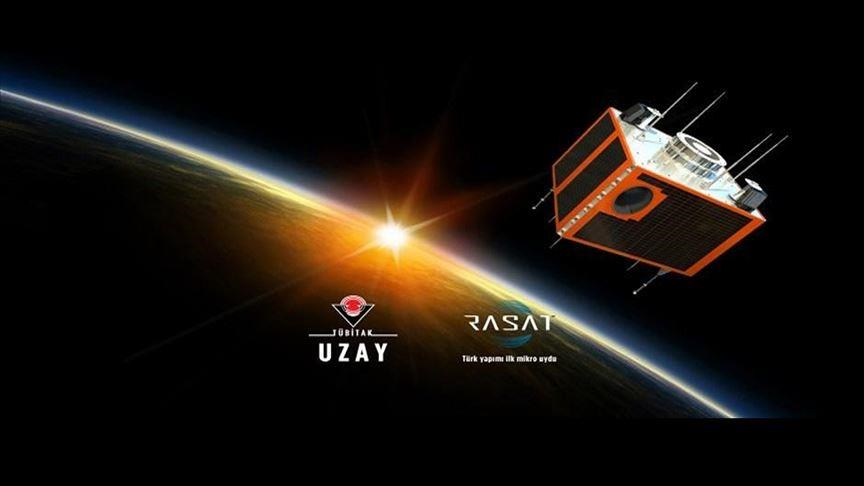 TÜBİTAK
UZAY
RASAT
Türk yapımı ilk mikro uydu